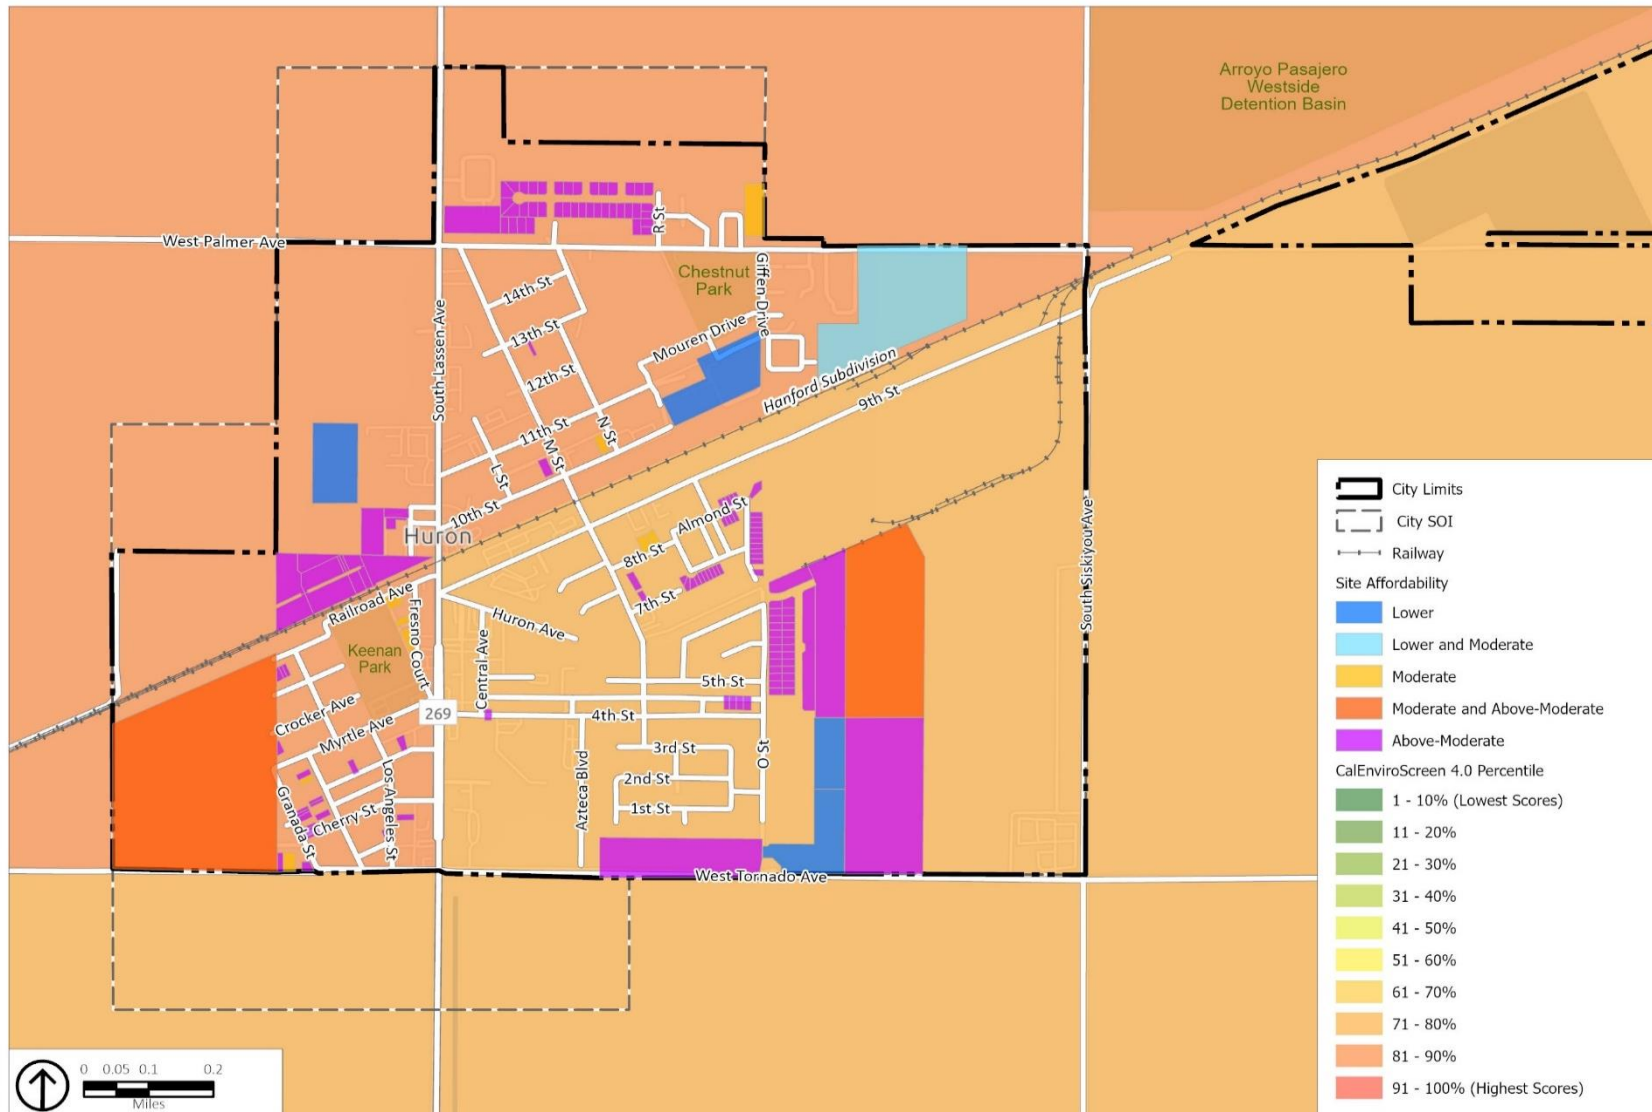 Arroyo Pasajero
Westside
Detention Basin
West Palmer Ave
R St
Chestnut
Park
Giffen Drive
14th St
13th St
12th St
Mouren Drive
South Lassen Ave
11th St
N St
M St
L St
10th St
Hanford Subdivision
9th St
Huron
Almond St
8th St
7th St
Railroad Ave
Fresno Court
Huron Ave
Central Ave
Keenan
Park
5th St
269
4th St
Crocker Ave
Myrtle Ave
3rd St
2nd St
1st St
O St
Azteca Blvd
Granada St
Cherry St
Los Angeles St
West Tornado Ave
South Siskiyou Ave
City Limits
City SOI
Railway
Site Affordability
Lower
Lower and Moderate
Moderate
Moderate and Above-Moderate
Above-Moderate
CalEnviroScreen 4.0 Percentile
1 - 10% (Lowest Scores)
11 - 20%
21 - 30%
31 - 40%
41 - 50%
51 - 60%
61 - 70%
71 - 80%
81 - 90%
91 - 100% (Highest Scores)
0 0.05 0.1 0.2
Miles